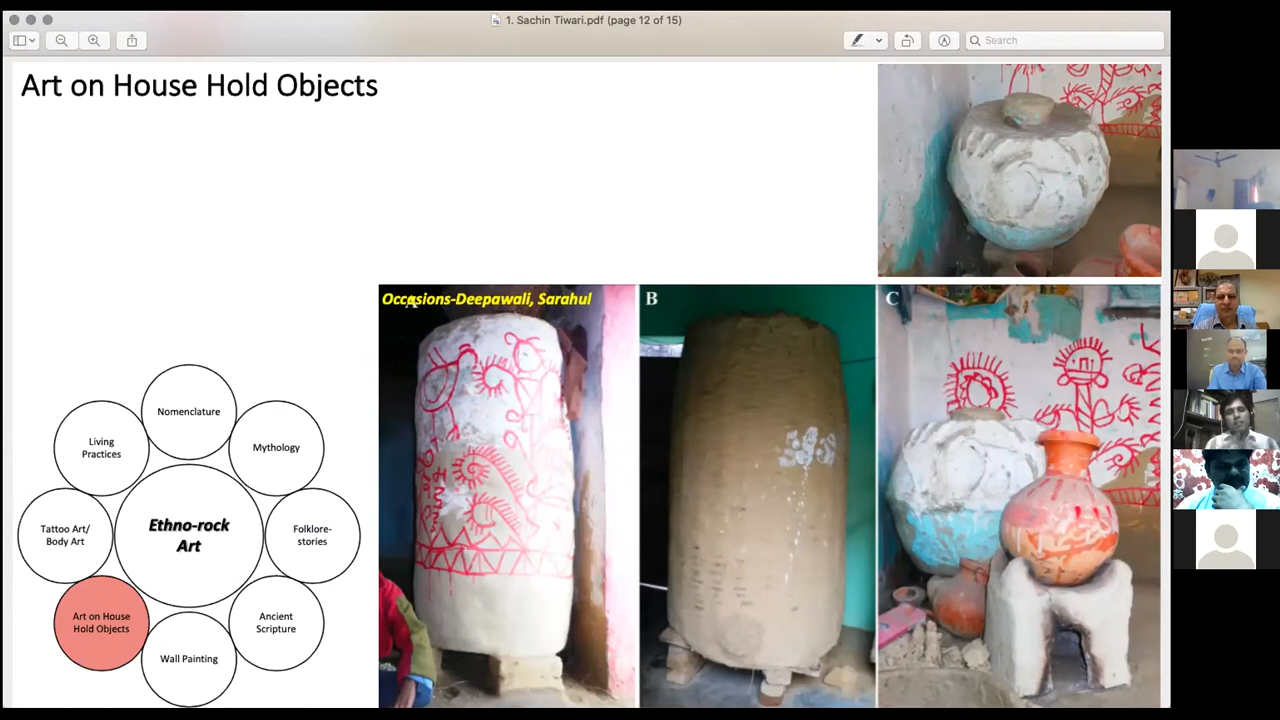 1. Sachin Tiwari.pdf (page 12 of 15)
Search
Art on House Hold Objects
Occasions-Deepawali, Sarahul
A
B
C
Nomenclature
Living
Practices
Mythology
Tattoo Art/
Body Art
Ethno-rock
Art
Folklore-
stories
Art on House
Hold Objects
Ancient
Scripture
Wall Painting